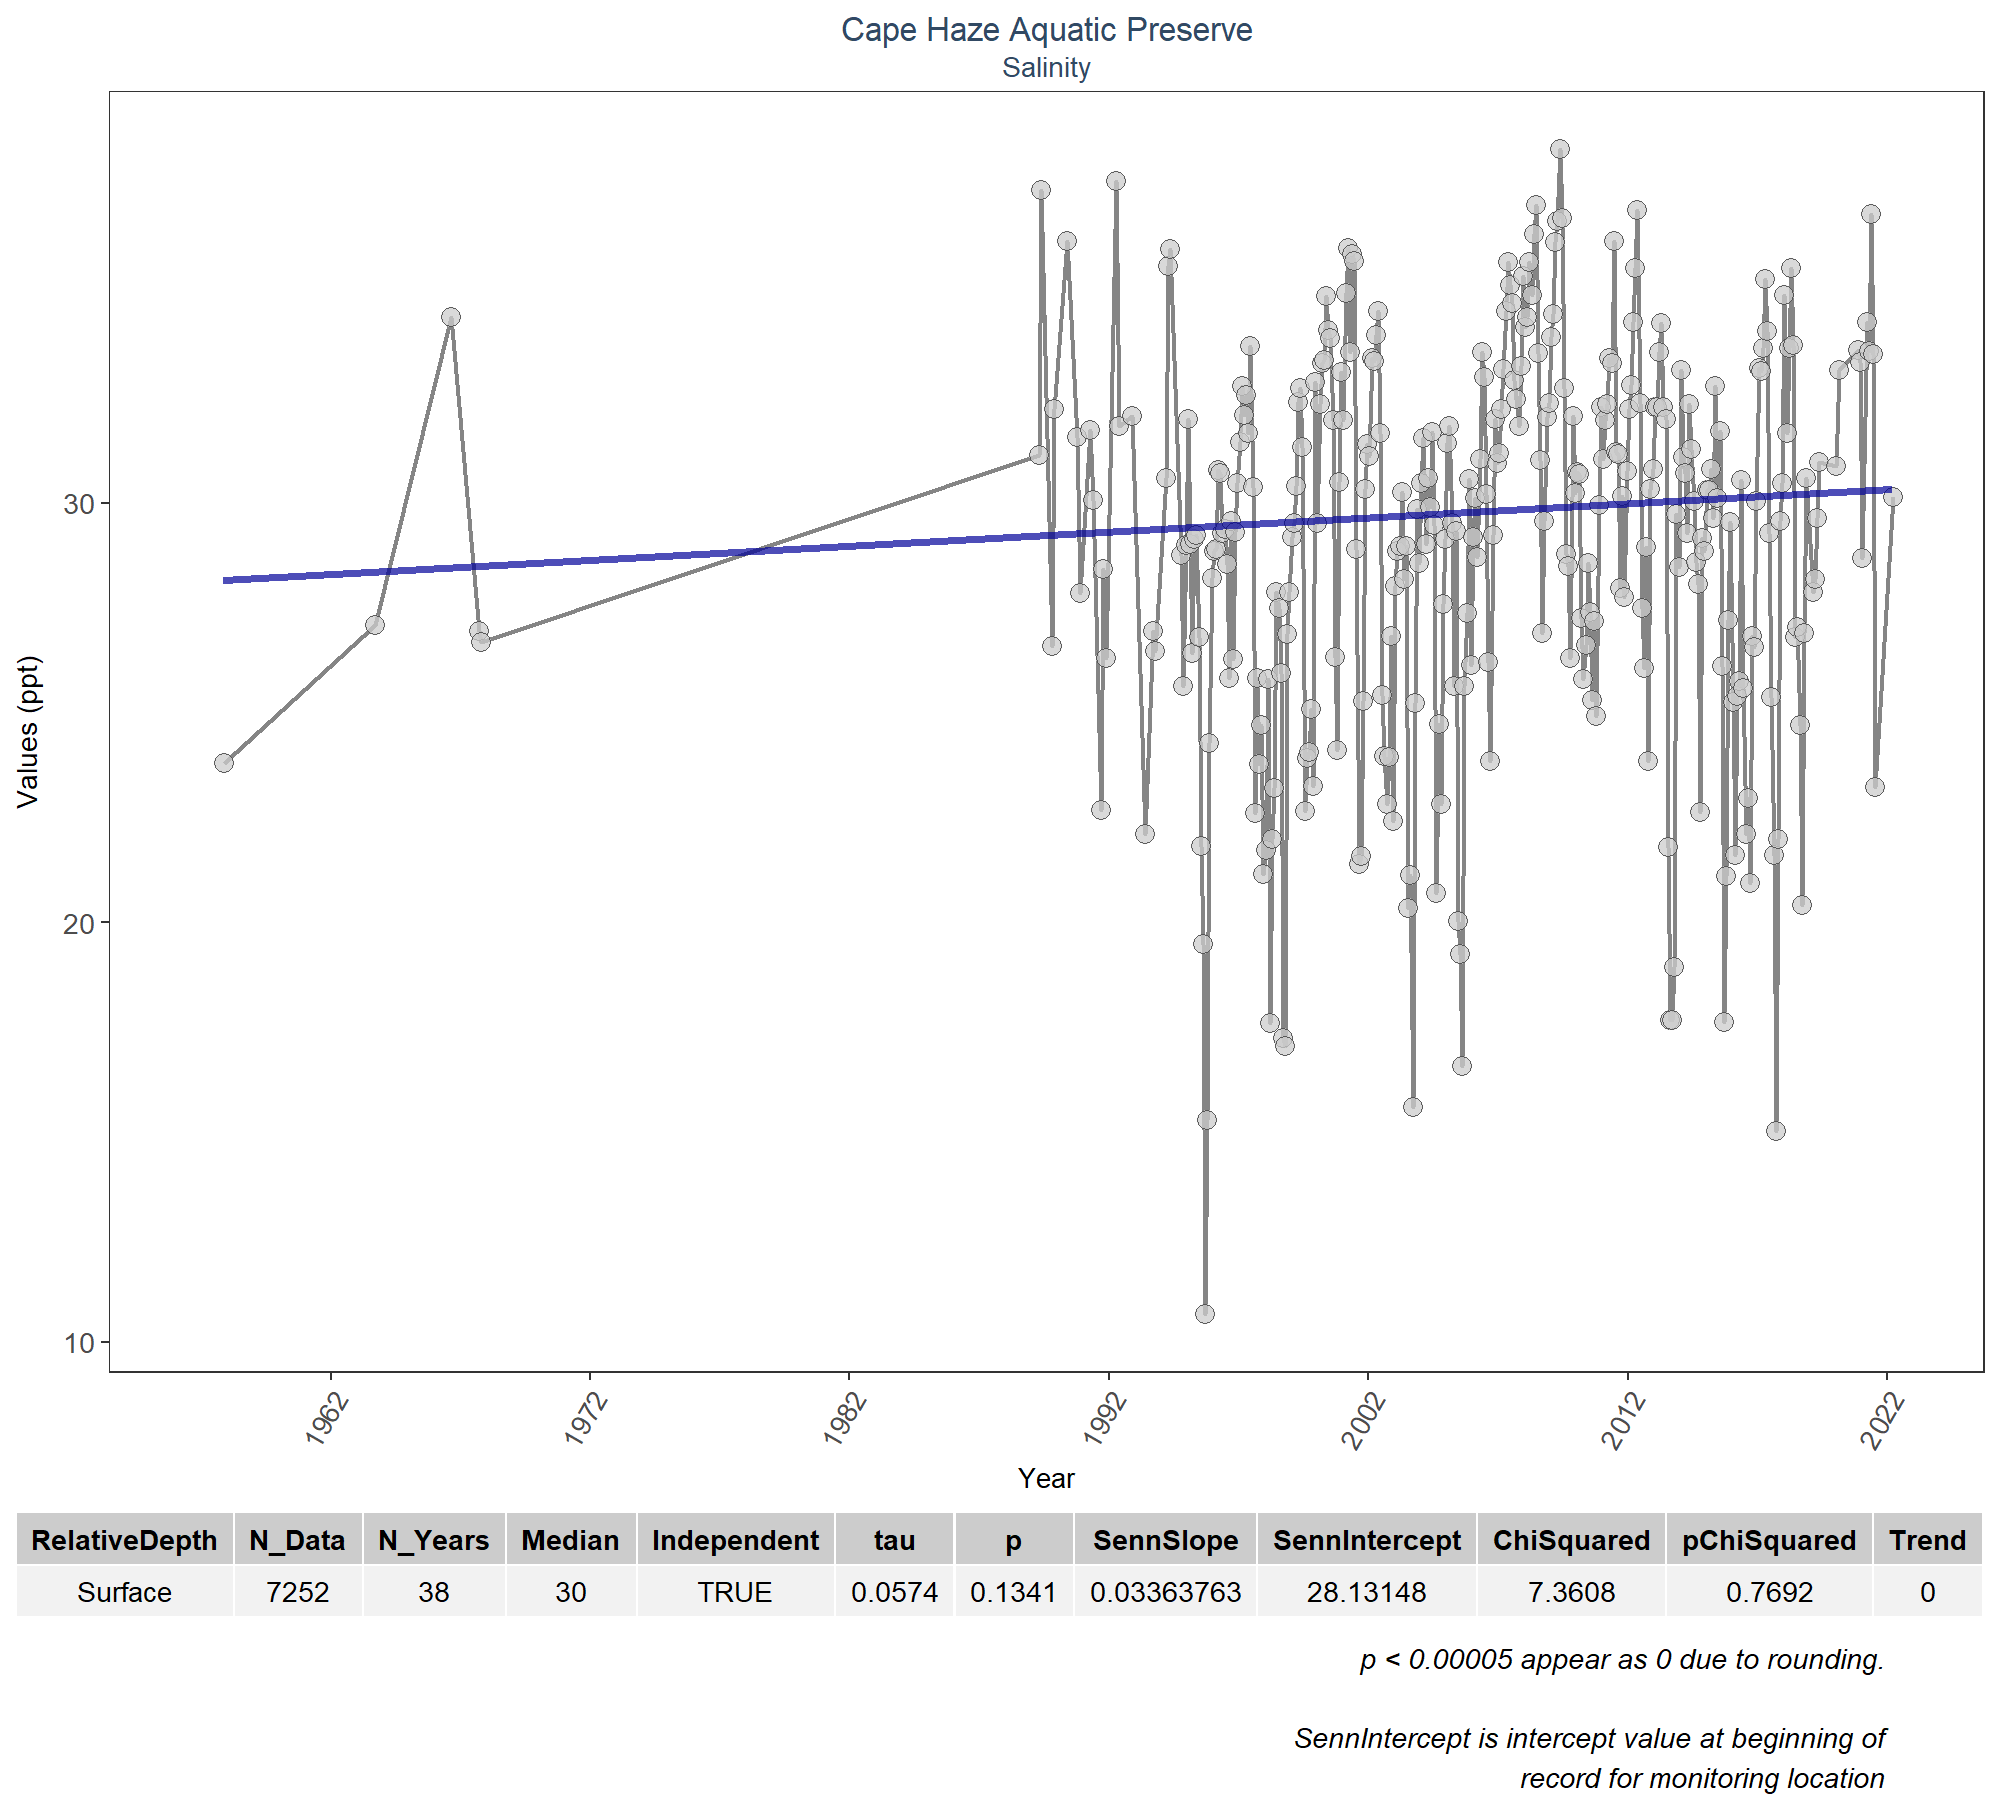 Cape Haze Aquatic Preserve
Salinity
Values (ppt)
30
20
10
1962 1972 1982 1992 2002 2012 2022
Year
RelativeDepth N_Data N_Years Median Independent tau p SennSlope SennIntercept ChiSquared pChiSquared Trend
Surface 7252 38 30 TRUE 0.0574 0.1341 0.03363763 28.13148 7.3608 0.7692 0
p < 0.00005 appear as 0 due to rounding.
SennIntercept is intercept value at beginning of
record for monitoring location